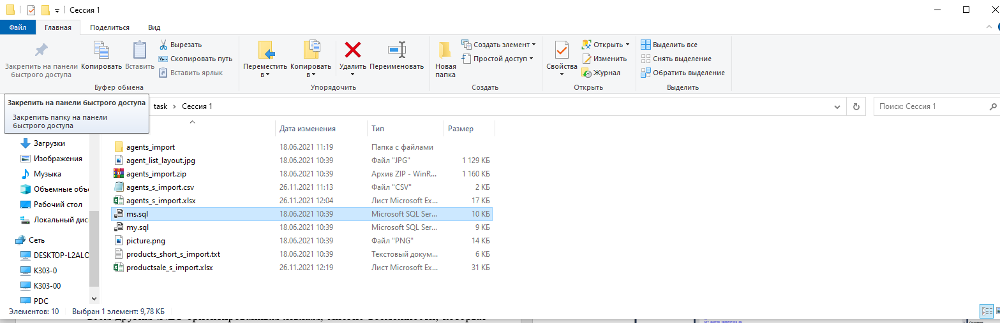 Сессия 1
Файл Главная Поделиться Вид
Закрепить на панели быстрого доступа
Копировать
Вставить
Вырезать
Скопировать путь
Вставить ярлык
Переместить в
Копировать в
Удалить
Переименовать
Новая папка
Создать элемент
Простой доступ
Свойства
Открыть
Изменить
Журнал
Выделить все
Снять выделение
Обратить выделение
Буфер обмена Упорядочить Создать Открыть Выделить
Закрепить на панели быстрого доступа
Закрепить папку на панели
быстрого доступа
task Сессия 1
Поиск: Сессия 1
Дата изменения Тип Размер
Загрузки
Изображения
Музыка
Объемные объ
Рабочий стол
Локальный дис
Сеть
DESKTOP-L2ALC
K303-0
K303-00
PDC
agents_import 18.06.2021 11:19 Папка с файлами
agent_list_layout.jpg 18.06.2021 10:39 Файл "JPG" 1 129 КБ
agents_import.zip 18.06.2021 10:39 Архив ZIP - WinR... 1 160 КБ
agents_s_import.csv 26.11.2021 11:13 Файл "CSV" 2 КБ
agents_s_import.xlsx 26.11.2021 12:04 Лист Microsoft Ex... 17 КБ
ms.sql 18.06.2021 10:39 Microsoft SQL Ser... 10 КБ
my.sql 18.06.2021 10:39 Microsoft SQL Ser... 9 КБ
picture.png 18.06.2021 10:39 Файл "PNG" 14 КБ
products_short_s_import.txt 18.06.2021 10:39 Текстовый докум... 6 КБ
productsale_s_import.xlsx 26.11.2021 12:19 Лист Microsoft Ex... 31 КБ
Элементов: 10 Выбран 1 элемент: 9,78 КБ